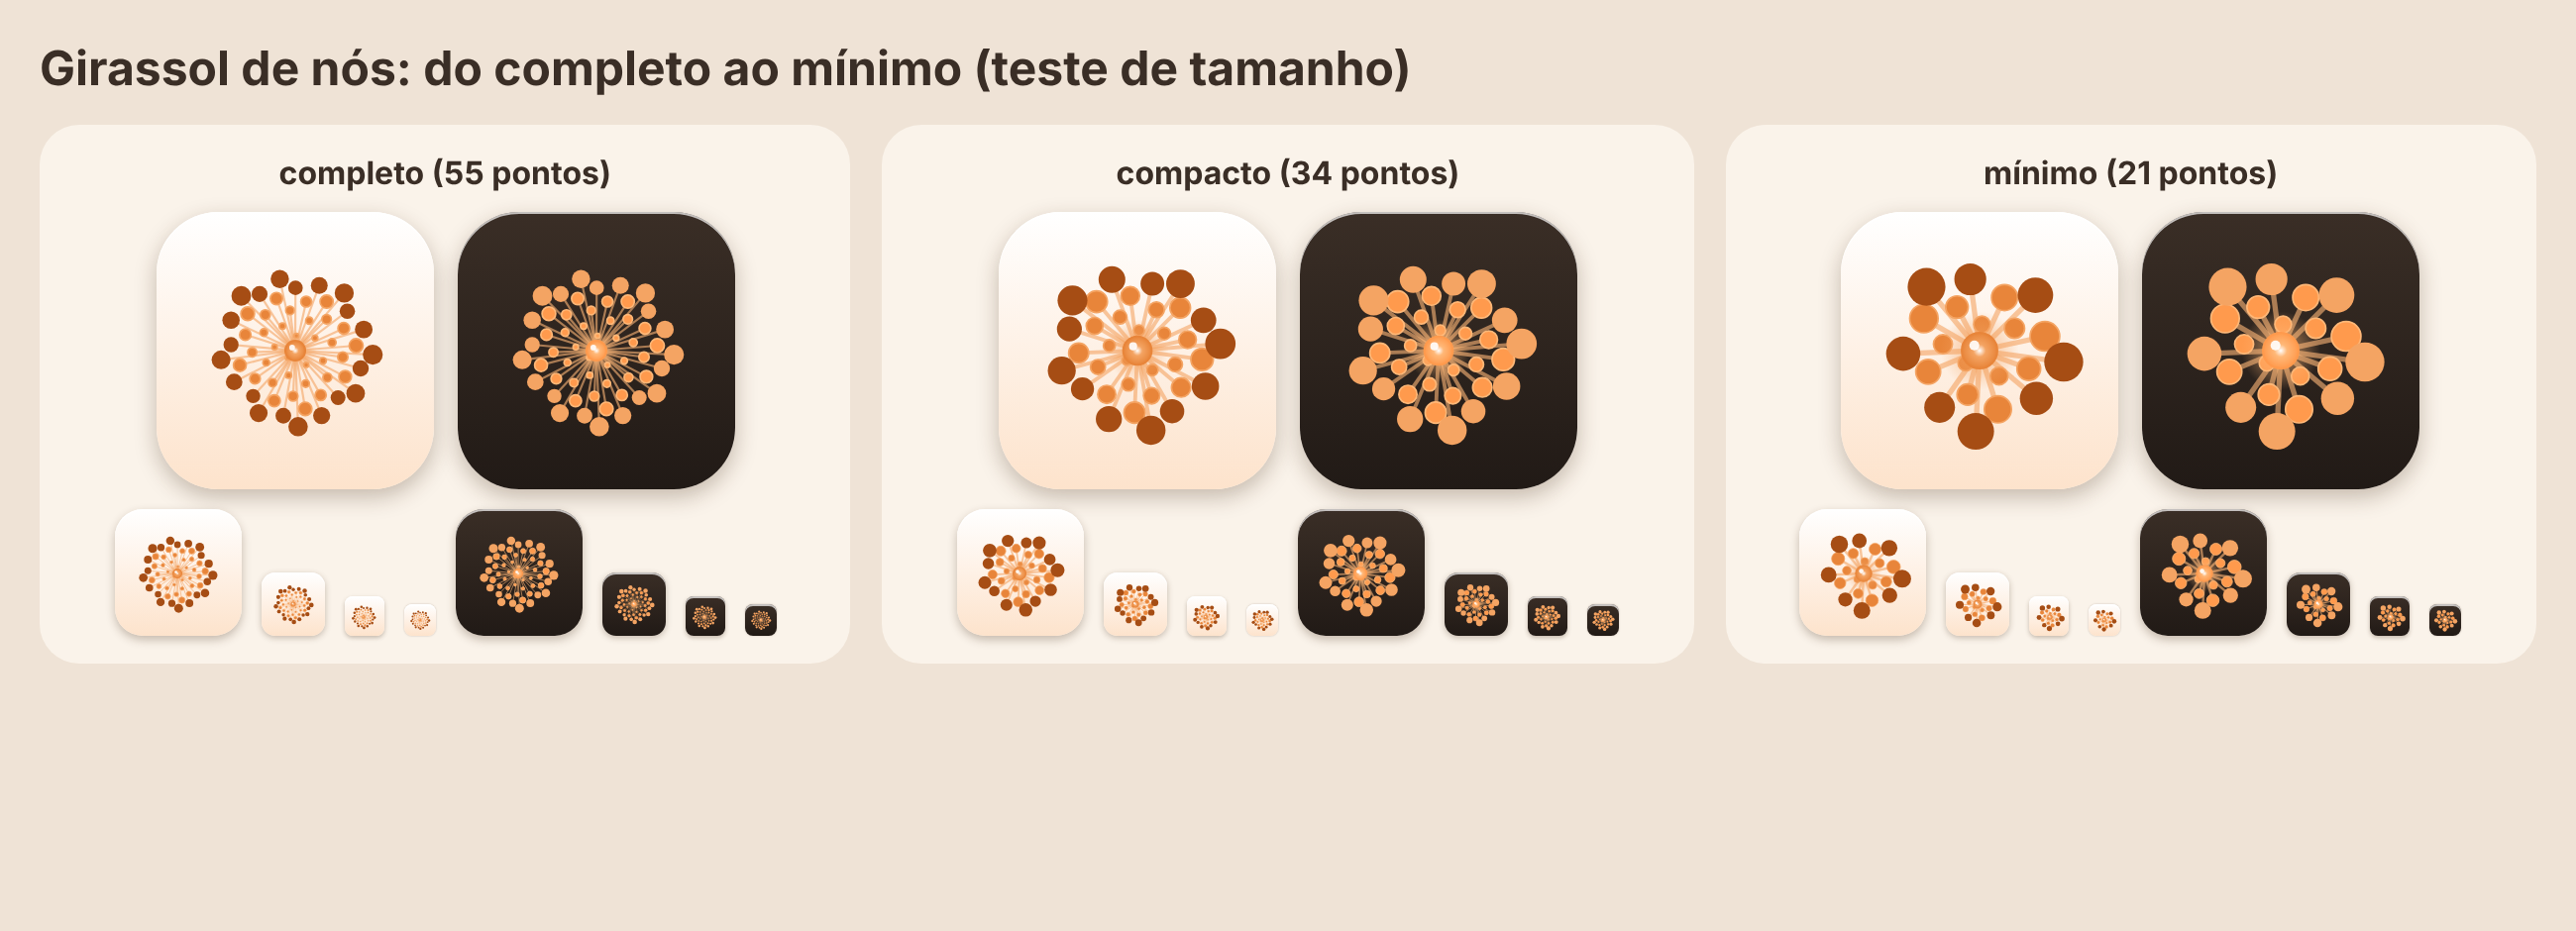 Girassol de nós: do completo ao mínimo (teste de tamanho)
completo (55 pontos)
compacto (34 pontos)
mínimo (21 pontos)